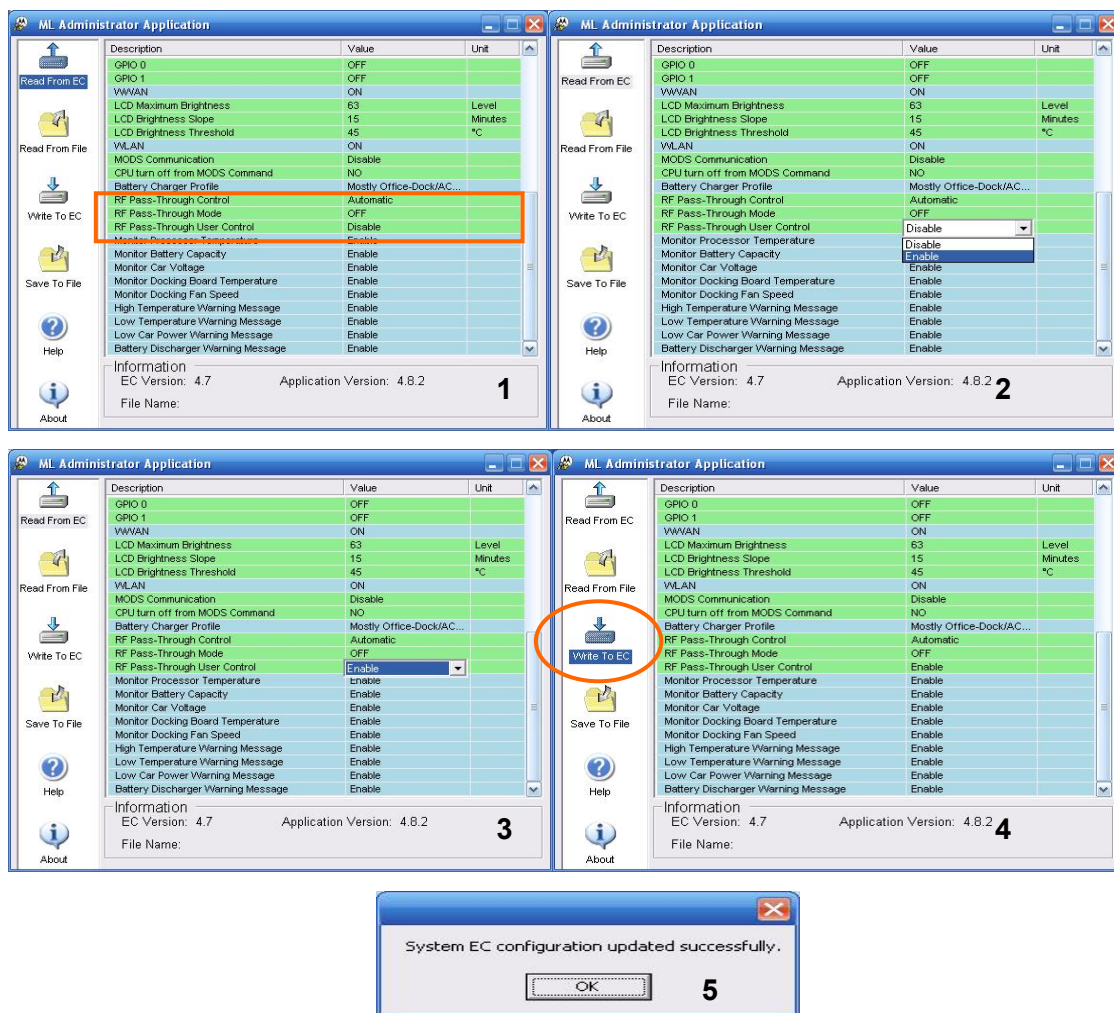 ML Administrator Application
Read From EC
Read From File
Write To EC
Save To File
Help
About
Description Value Unit
GPIO 0 OFF
GPIO 1 OFF
WWAN ON
LCD Maximum Brightness 63 Level
LCD Brightness Slope 15 Minutes
LCD Brightness Threshold 45 °C
WLAN ON
MODS Communication Disable
CPU turn off from MODS Command NO
Battery Charger Profile Mostly Office-Dock/AC...
RF Pass-Through Control Automatic
RF Pass-Through Mode OFF
RF Pass-Through User Control Disable
Monitor Processor Temperature Enable
Monitor Battery Capacity Enable
Monitor Car Voltage Enable
Monitor Docking Board Temperature Enable
Monitor Docking Fan Speed Enable
High Temperature Warning Message Enable
Low Temperature Warning Message Enable
Low Car Power Warning Message Enable
Battery Discharger Warning Message Enable
Information
EC Version: 4.7 Application Version: 4.8.2
File Name:
1
ML Administrator Application
Read From EC
Read From File
Write To EC
Save To File
Help
About
Description Value Unit
GPIO 0 OFF
GPIO 1 OFF
WWAN ON
LCD Maximum Brightness 63 Level
LCD Brightness Slope 15 Minutes
LCD Brightness Threshold 45 °C
WLAN ON
MODS Communication Disable
CPU turn off from MODS Command NO
Battery Charger Profile Mostly Office-Dock/AC...
RF Pass-Through Control Automatic
RF Pass-Through Mode OFF
RF Pass-Through User Control Disable
Disable
Monitor Processor Temperature Enable
Monitor Battery Capacity
Monitor Car Voltage Enable
Monitor Docking Board Temperature Enable
Monitor Docking Fan Speed Enable
High Temperature Warning Message Enable
Low Temperature Warning Message Enable
Low Car Power Warning Message Enable
Battery Discharger Warning Message Enable
Information
EC Version: 4.7 Application Version: 4.8.2
File Name:
2
ML Administrator Application
Read From EC
Read From File
Write To EC
Save To File
Help
About
Description Value Unit
GPIO 0 OFF
GPIO 1 OFF
WWAN ON
LCD Maximum Brightness 63 Level
LCD Brightness Slope 15 Minutes
LCD Brightness Threshold 45 °C
WLAN ON
MODS Communication Disable
CPU turn off from MODS Command NO
Battery Charger Profile Mostly Office-Dock/AC...
RF Pass-Through Control Automatic
RF Pass-Through Mode OFF
RF Pass-Through User Control Enable
Monitor Processor Temperature Enable
Monitor Battery Capacity Enable
Monitor Car Voltage Enable
Monitor Docking Board Temperature Enable
Monitor Docking Fan Speed Enable
High Temperature Warning Message Enable
Low Temperature Warning Message Enable
Low Car Power Warning Message Enable
Battery Discharger Warning Message Enable
Information
EC Version: 4.7 Application Version: 4.8.2
File Name:
3
ML Administrator Application
Read From EC
Read From File
Write To EC
Save To File
Help
About
Description Value Unit
GPIO 0 OFF
GPIO 1 OFF
WWAN ON
LCD Maximum Brightness 63 Level
LCD Brightness Slope 15 Minutes
LCD Brightness Threshold 45 °C
WLAN ON
MODS Communication Disable
CPU turn off from MODS Command NO
Battery Charger Profile Mostly Office-Dock/AC...
RF Pass-Through Control Automatic
RF Pass-Through Mode OFF
RF Pass-Through User Control Enable
Monitor Processor Temperature Enable
Monitor Battery Capacity Enable
Monitor Car Voltage Enable
Monitor Docking Board Temperature Enable
Monitor Docking Fan Speed Enable
High Temperature Warning Message Enable
Low Temperature Warning Message Enable
Low Car Power Warning Message Enable
Battery Discharger Warning Message Enable
Information
EC Version: 4.7 Application Version: 4.8.2
File Name:
4
System EC configuration updated successfully.
OK
5